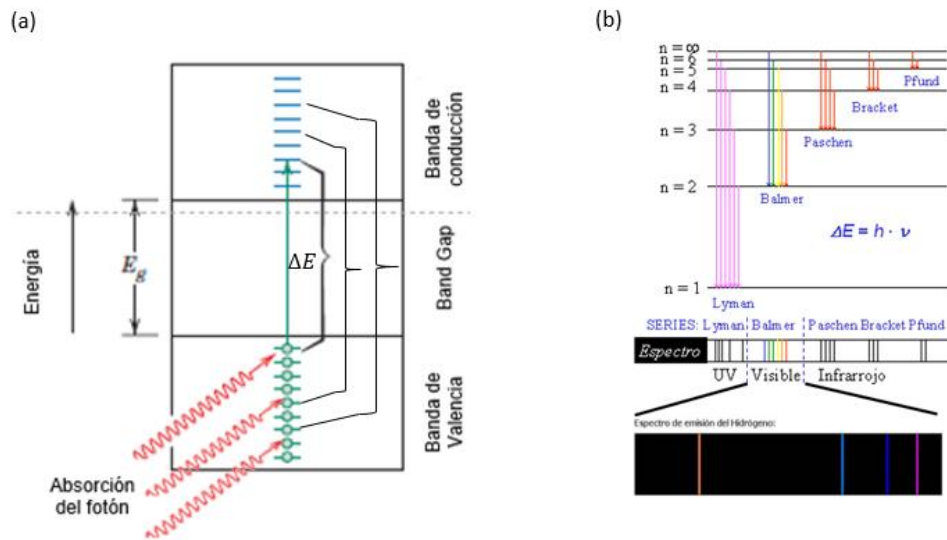 (a)
Energía
E_g
ΔE
Banda de
conducción
Band Gap
Banda de
Valencia
Absorción
del fotón
(b)
n = ∞
n = 6
n = 5
n = 4
n = 3
n = 2
n = 1
Pfund
Bracket
Paschen
Balmer
ΔE = h · ν
Lyman
SERIES: Lyman Balmer Paschen Bracket Pfund
Espectro
UV Visible Infrarrojo
Espectro de emisión del Hidrógeno: